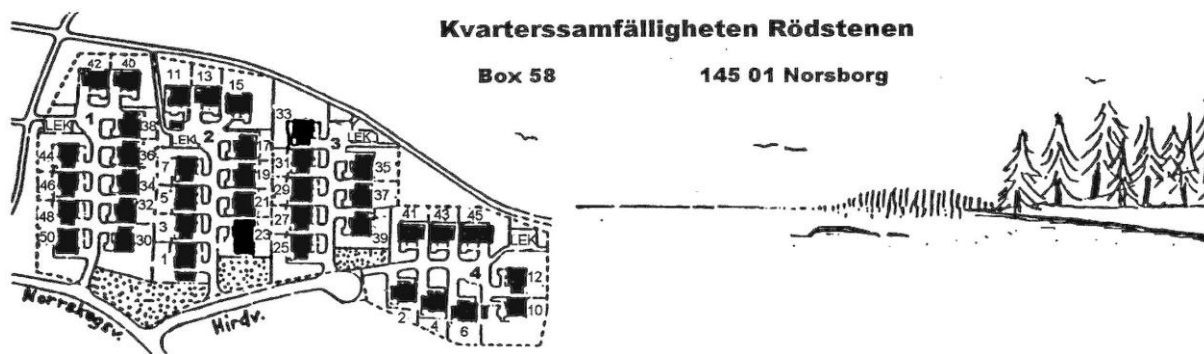 Kvarterssamfälligheten Rödstenen
Box 58 145 01 Norsborg
42 40
11 13 15
1
38
LEK
LEK
2
33
3
LEK
44
36
7
17
31
35
46
34
5
19
29
37
48
32
3
21
27
39
50
30
1
23
25
41 43 45
LEK
4
12
2 4 6 10
Norrskogsv.
Hirdv.